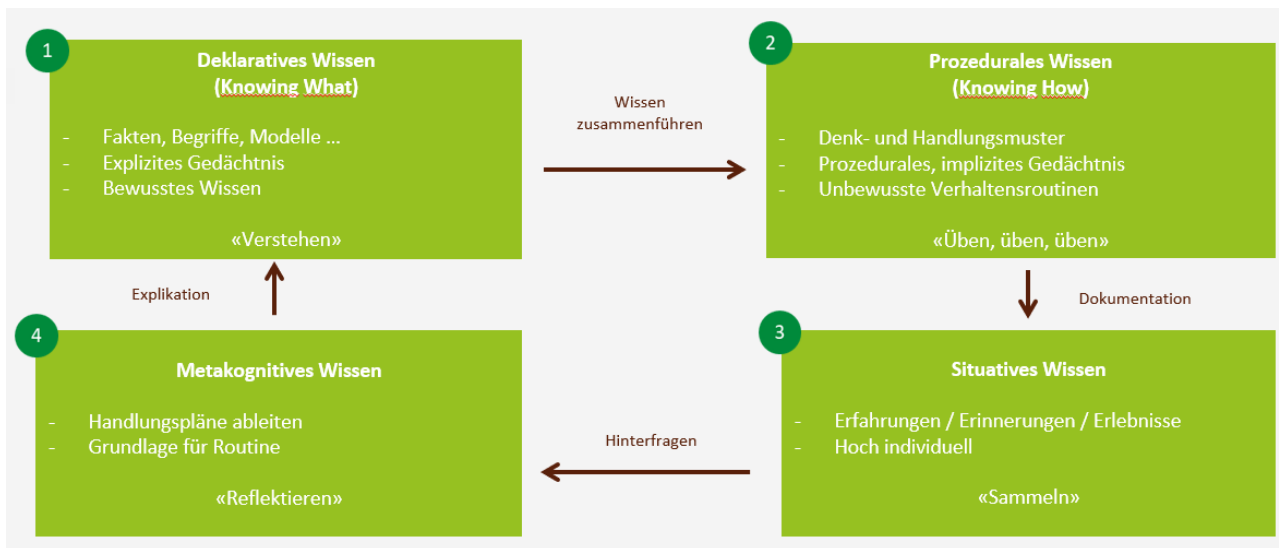 1
Deklaratives Wissen
(Knowing What)
- Fakten, Begriffe, Modelle ...
- Explizites Gedächtnis
- Bewusstes Wissen
«Verstehen»
Wissen
zusammenführen
2
Prozedurales Wissen
(Knowing How)
- Denk- und Handlungsmuster
- Prozedurales, implizites Gedächtnis
- Unbewusste Verhaltensroutinen
«Üben, üben, üben»
Explikation
Dokumentation
4
Metakognitives Wissen
- Handlungspläne ableiten
- Grundlage für Routine
«Reflektieren»
Hinterfragen
3
Situatives Wissen
- Erfahrungen / Erinnerungen / Erlebnisse
- Hoch individuell
«Sammeln»